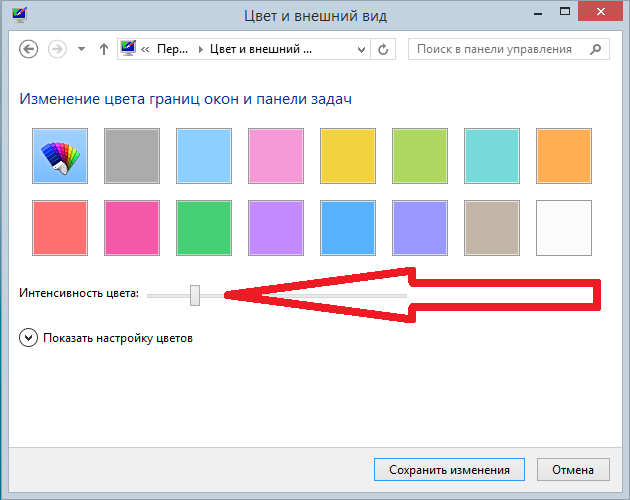 Цвет и внешний вид
« Пер... Цвет и внешний ...
Поиск в панели управления
Изменение цвета границ окон и панели задач
Интенсивность цвета:
Показать настройку цветов
Сохранить изменения
Отмена